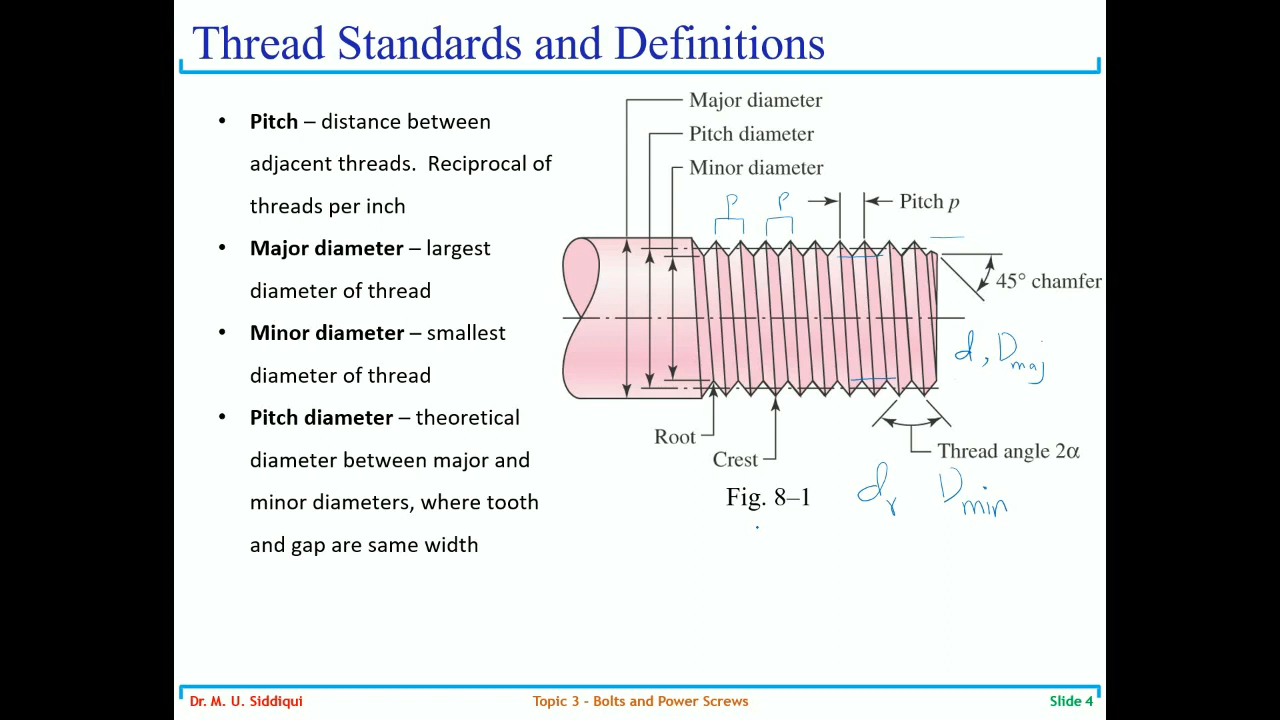 Thread Standards and Definitions
• Pitch – distance between
adjacent threads. Reciprocal of
threads per inch
• Major diameter – largest
diameter of thread
• Minor diameter – smallest
diameter of thread
• Pitch diameter – theoretical
diameter between major and
minor diameters, where tooth
and gap are same width
Major diameter
Pitch diameter
Minor diameter
P P
Pitch p
45° chamfer
d, Dmaj
Root
Crest
Thread angle 2α
Fig. 8–1
dr Dmin
Dr. M. U. Siddiqui
Topic 3 - Bolts and Power Screws
Slide 4